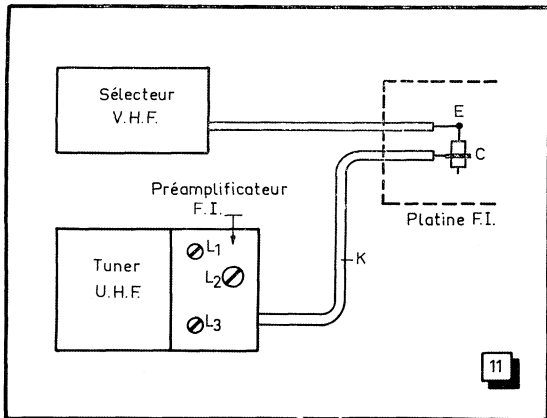 Sélecteur
V.H.F.
E
C
Préamplificateur
F.I.
Platine F.I.
L1
Tuner
U.H.F.
L2
K
L3
11